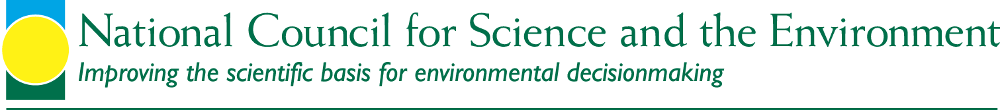 National Council for Science and the Environment
Improving the scientific basis for environmental decisionmaking